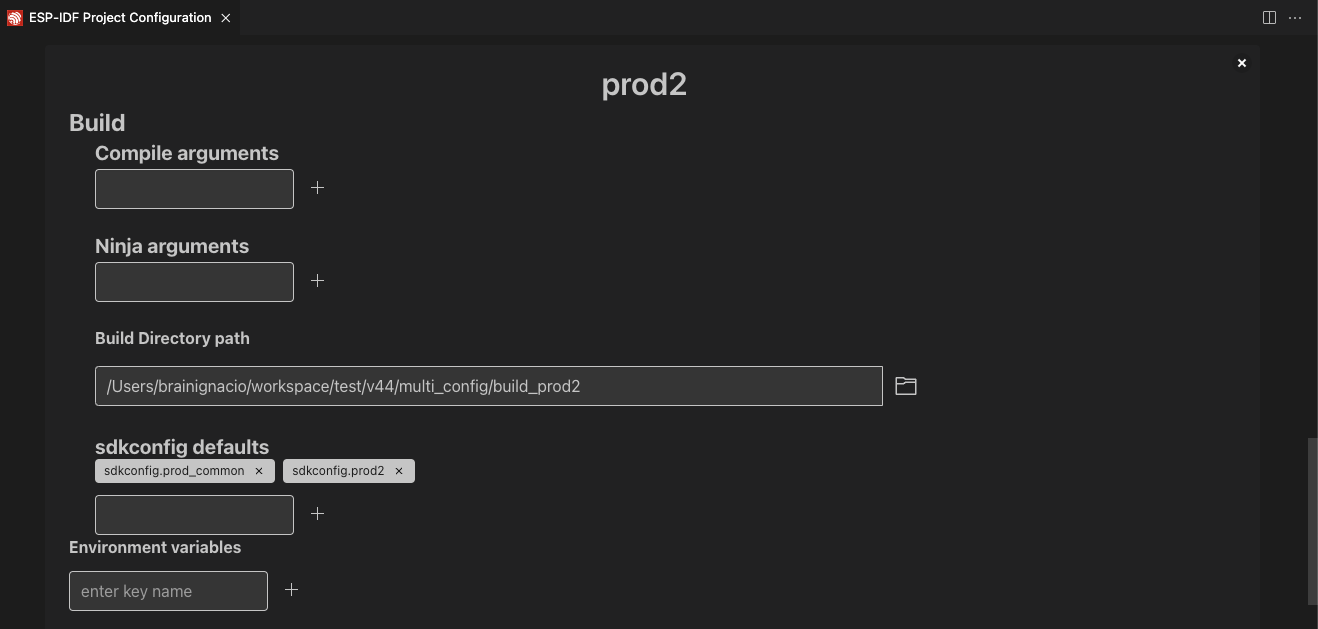 ESP-IDF Project Configuration
prod2
Build
Compile arguments
Ninja arguments
Build Directory path
/Users/brainignacio/workspace/test/v44/multi_config/build_prod2
sdkconfig defaults
sdkconfig.prod_common sdkconfig.prod2
Environment variables
enter key name